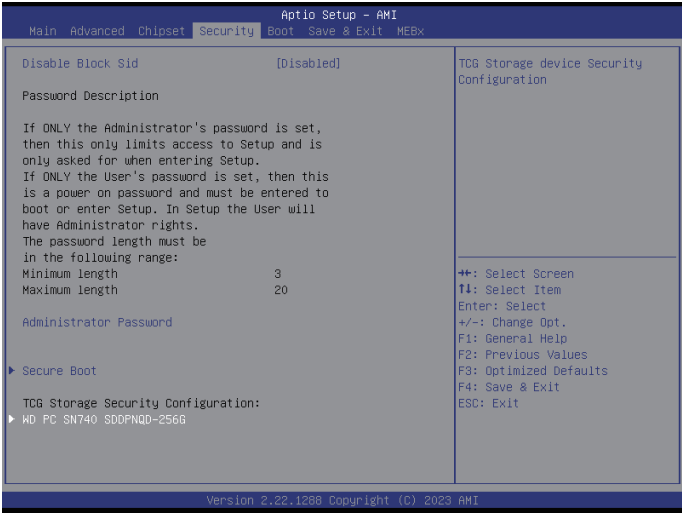 Aptio Setup - AMI
Main Advanced Chipset Security Boot Save & Exit MEBx
Disable Block Sid [Disabled]
Password Description
If ONLY the Administrator's password is set,
then this only limits access to Setup and is
only asked for when entering Setup.
If ONLY the User's password is set, then this
is a power on password and must be entered to
boot or enter Setup. In Setup the User will
have Administrator rights.
The password length must be
in the following range:
Minimum length 3
Maximum length 20
Administrator Password
Secure Boot
TCG Storage Security Configuration:
WD PC SN740 SDDPNQD-256G
TCG Storage device Security
Configuration
→←: Select Screen
↑↓: Select Item
Enter: Select
+/-: Change Opt.
F1: General Help
F2: Previous Values
F3: Optimized Defaults
F4: Save & Exit
ESC: Exit
Version 2.22.1288 Copyright (C) 2023 AMI